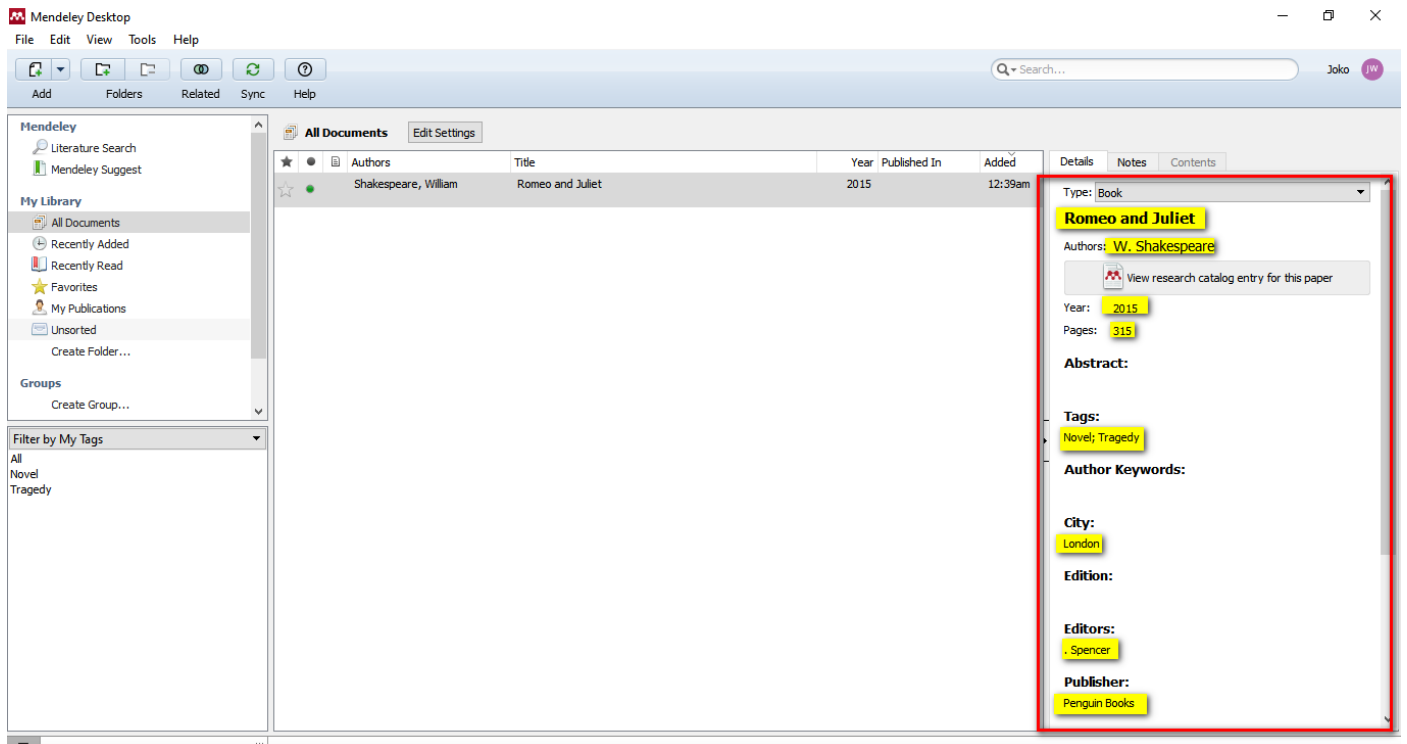 Mendeley Desktop
File Edit View Tools Help
Search...
Joko JW
Add Folders Related Sync Help
Mendeley
Literature Search
Mendeley Suggest
My Library
All Documents
Recently Added
Recently Read
Favorites
My Publications
Unsorted
Create Folder...
Groups
Create Group...
Filter by My Tags
All
Novel
Tragedy
All Documents Edit Settings
Authors Title Year Published In Added
Shakespeare, William Romeo and Juliet 2015 12:39am
Details Notes Contents
Type: Book
Romeo and Juliet
Authors: W. Shakespeare
View research catalog entry for this paper
Year: 2015
Pages: 315
Abstract:
Tags:
Novel; Tragedy
Author Keywords:
City:
London
Edition:
Editors:
. Spencer
Publisher:
Penguin Books